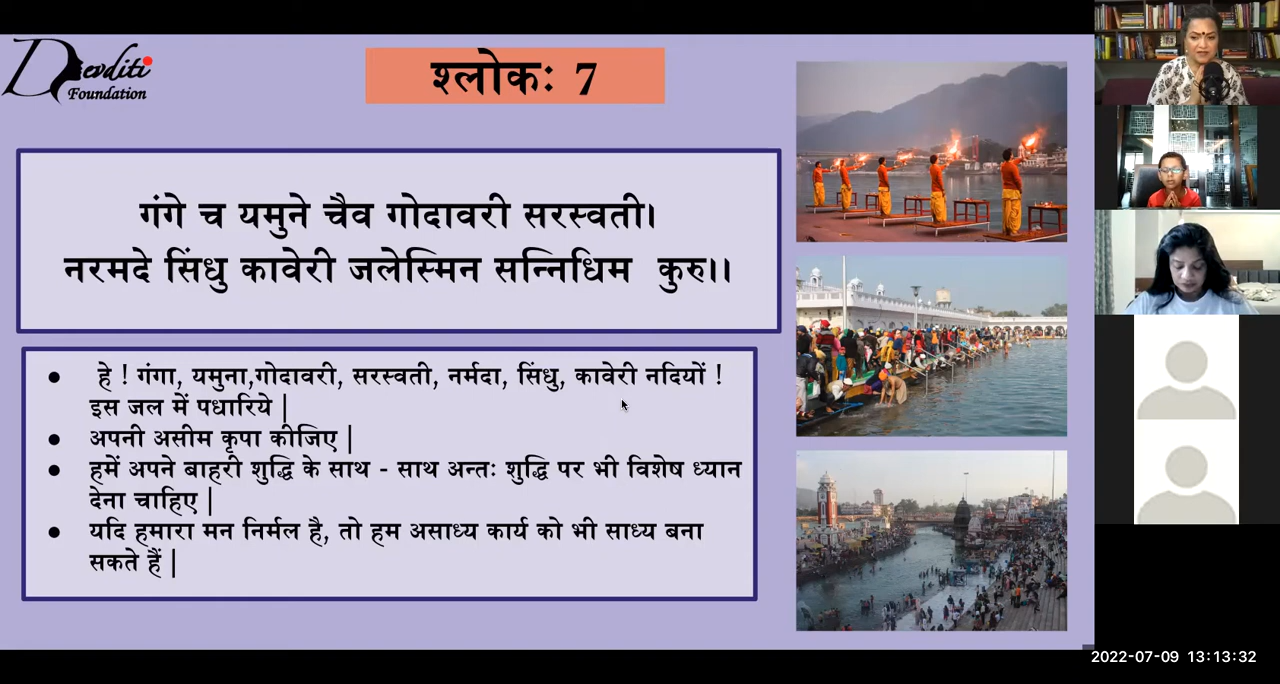 Devditi
Foundation
श्लोकः 7
गंगे च यमुने चैव गोदावरी सरस्वती।
नरमदे सिंधु कावेरी जलेस्मिन सन्निधिम कुरु।।
● हे ! गंगा, यमुना,गोदावरी, सरस्वती, नर्मदा, सिंधु, कावेरी नदियों !
इस जल में पधारिये |
● अपनी असीम कृपा कीजिए |
● हमें अपने बाहरी शुद्धि के साथ - साथ अन्तः शुद्धि पर भी विशेष ध्यान
देना चाहिए |
● यदि हमारा मन निर्मल है, तो हम असाध्य कार्य को भी साध्य बना
सकते हैं |
2022-07-09 13:13:32